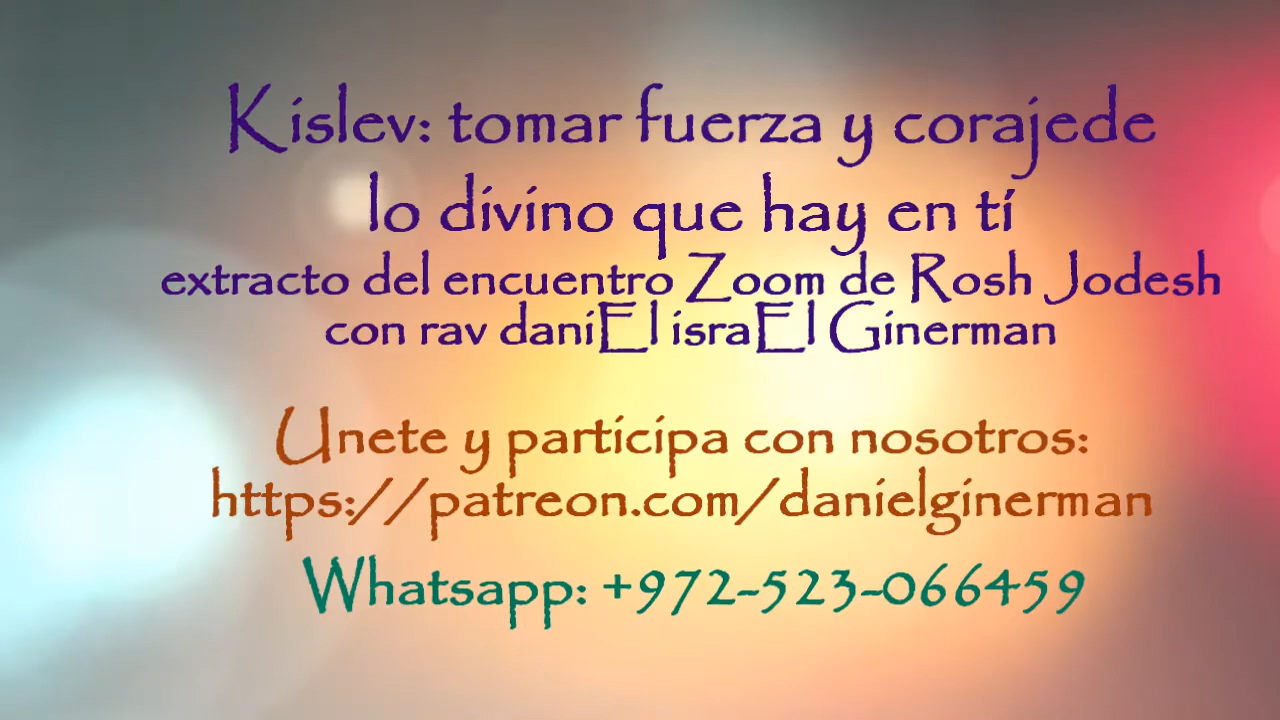 Kislev: tomar fuerza y corajede
lo divino que hay en tí
extracto del encuentro Zoom de Rosh Jodesh
con rav daniEl israEl Ginerman
Unete y participa con nosotros:
https://patreon.com/danielginerman
Whatsapp: +972-523-066459